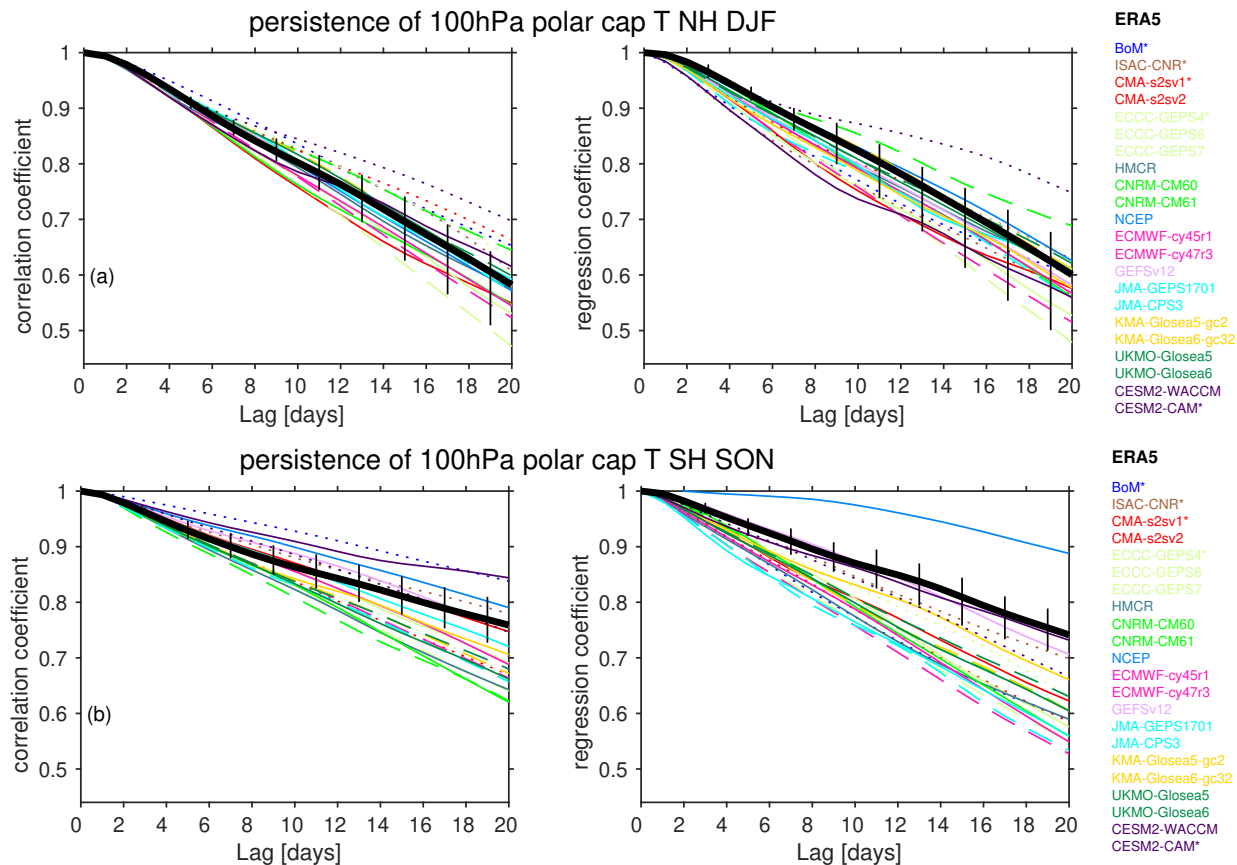 persistence of 100hPa polar cap T NH DJF
1
0.9
0.8
0.7
0.6
0.5
correlation coefficient
(a)
0 2 4 6 8 10 12 14 16 18 20
Lag [days]
1
0.9
0.8
0.7
0.6
0.5
regression coefficient
0 2 4 6 8 10 12 14 16 18 20
Lag [days]
ERA5
BoM*
ISAC-CNR*
CMA-s2sv1*
CMA-s2sv2
ECCC-GEPS4*
ECCC-GEPS6
ECCC-GEPS7
HMCR
CNRM-CM60
CNRM-CM61
NCEP
ECMWF-cy45r1
ECMWF-cy47r3
GEFSv12
JMA-GEPS1701
JMA-CPS3
KMA-Glosea5-gc2
KMA-Glosea6-gc32
UKMO-Glosea5
UKMO-Glosea6
CESM2-WACCM
CESM2-CAM*
persistence of 100hPa polar cap T SH SON
1
0.9
0.8
0.7
0.6
0.5
correlation coefficient
(b)
0 2 4 6 8 10 12 14 16 18 20
Lag [days]
1
0.9
0.8
0.7
0.6
0.5
regression coefficient
0 2 4 6 8 10 12 14 16 18 20
Lag [days]
ERA5
BoM*
ISAC-CNR*
CMA-s2sv1*
CMA-s2sv2
ECCC-GEPS4*
ECCC-GEPS6
ECCC-GEPS7
HMCR
CNRM-CM60
CNRM-CM61
NCEP
ECMWF-cy45r1
ECMWF-cy47r3
GEFSv12
JMA-GEPS1701
JMA-CPS3
KMA-Glosea5-gc2
KMA-Glosea6-gc32
UKMO-Glosea5
UKMO-Glosea6
CESM2-WACCM
CESM2-CAM*